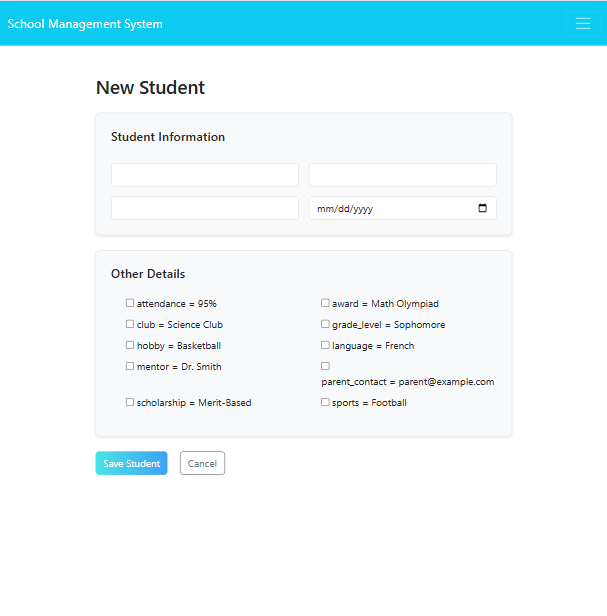 School Management System
New Student
Student Information
mm/dd/yyyy
Other Details
attendance = 95% award = Math Olympiad
club = Science Club grade_level = Sophomore
hobby = Basketball language = French
mentor = Dr. Smith
parent_contact = parent@example.com
scholarship = Merit-Based sports = Football
Save Student Cancel